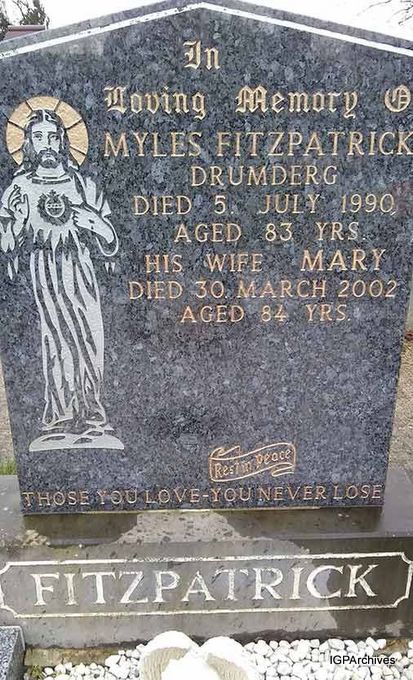 In
Loving Memory O
MYLES FITZPATRICK
DRUMDERG
DIED 5. JULY 1990,
AGED 83 YRS.
HIS WIFE MARY
DIED 30. MARCH 2002
AGED 84 YRS.
Rest in peace
THOSE YOU LOVE-YOU NEVER LOSE
FITZPATRICK
IGPArchives